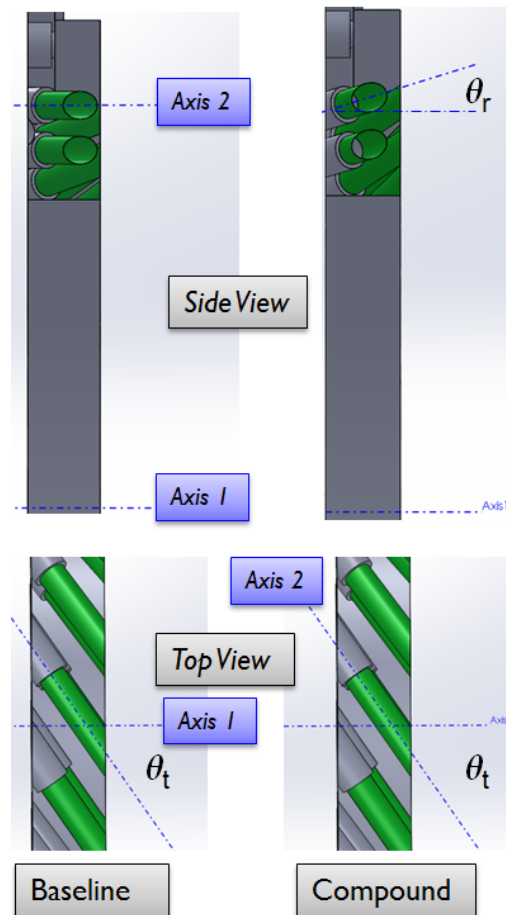 Axis 2
θr
Side View
Axis 1
Axis1
Axis 2
Top View
Axis 1
θt
θt
Baseline
Compound